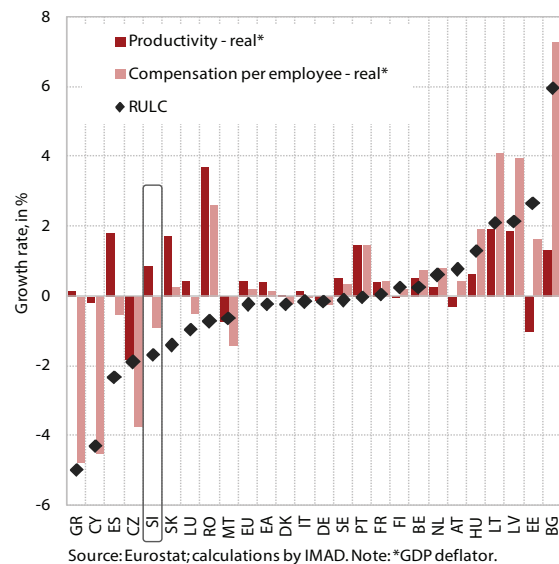 8
Productivity - real*
Compensation per employee - real*
RULC
6
4
2
0
-2
-4
-6
Growth rate, in %
GR CY ES CZ SI SK LU RO MT EU EA DK IT DE SE PT FR FI BE NL AT HU LT LV EE BG
Source: Eurostat; calculations by IMAD. Note: *GDP deflator.